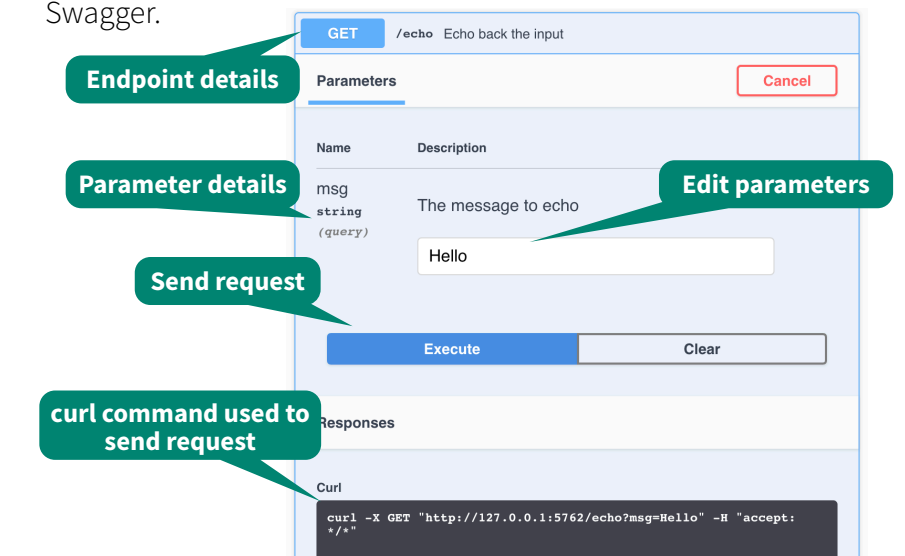 Swagger.
GET /echo Echo back the input
Endpoint details
Parameters
Cancel
Name Description
Parameter details
msg
string
(query)
The message to echo
Edit parameters
Hello
Send request
Execute Clear
curl command used to
send request
Responses
Curl
curl -X GET "http://127.0.0.1:5762/echo?msg=Hello" -H "accept:
*/*"